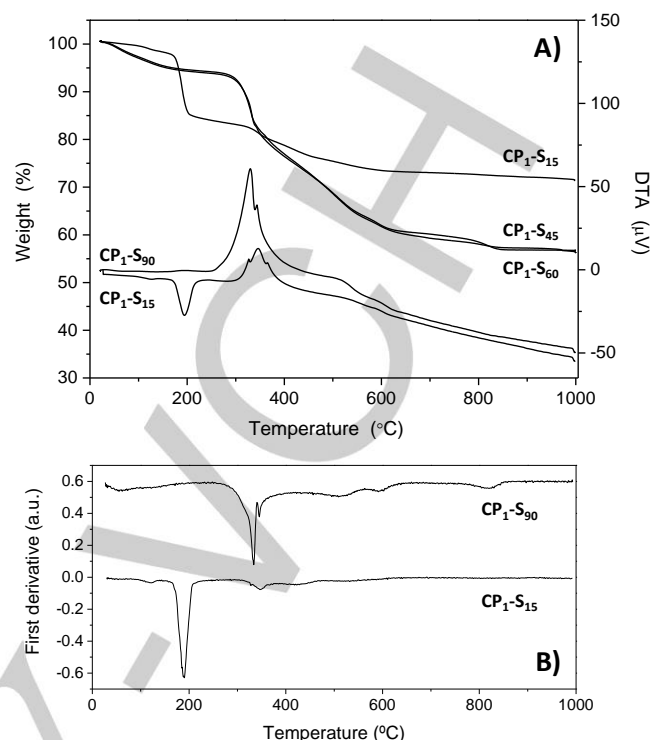 A)
150
100
50
0
-50
DTA (μV)
100
90
80
70
60
50
40
30
Weight (%)
CP1-S15
CP1-S45
CP1-S60
CP1-S90
CP1-S15
0 200 400 600 800 1000
Temperature (°C)
0.6
0.4
0.2
0.0
-0.2
-0.4
-0.6
First derivative (a.u.)
CP1-S90
CP1-S15
B)
0 200 400 600 800 1000
Temperature (ºC)